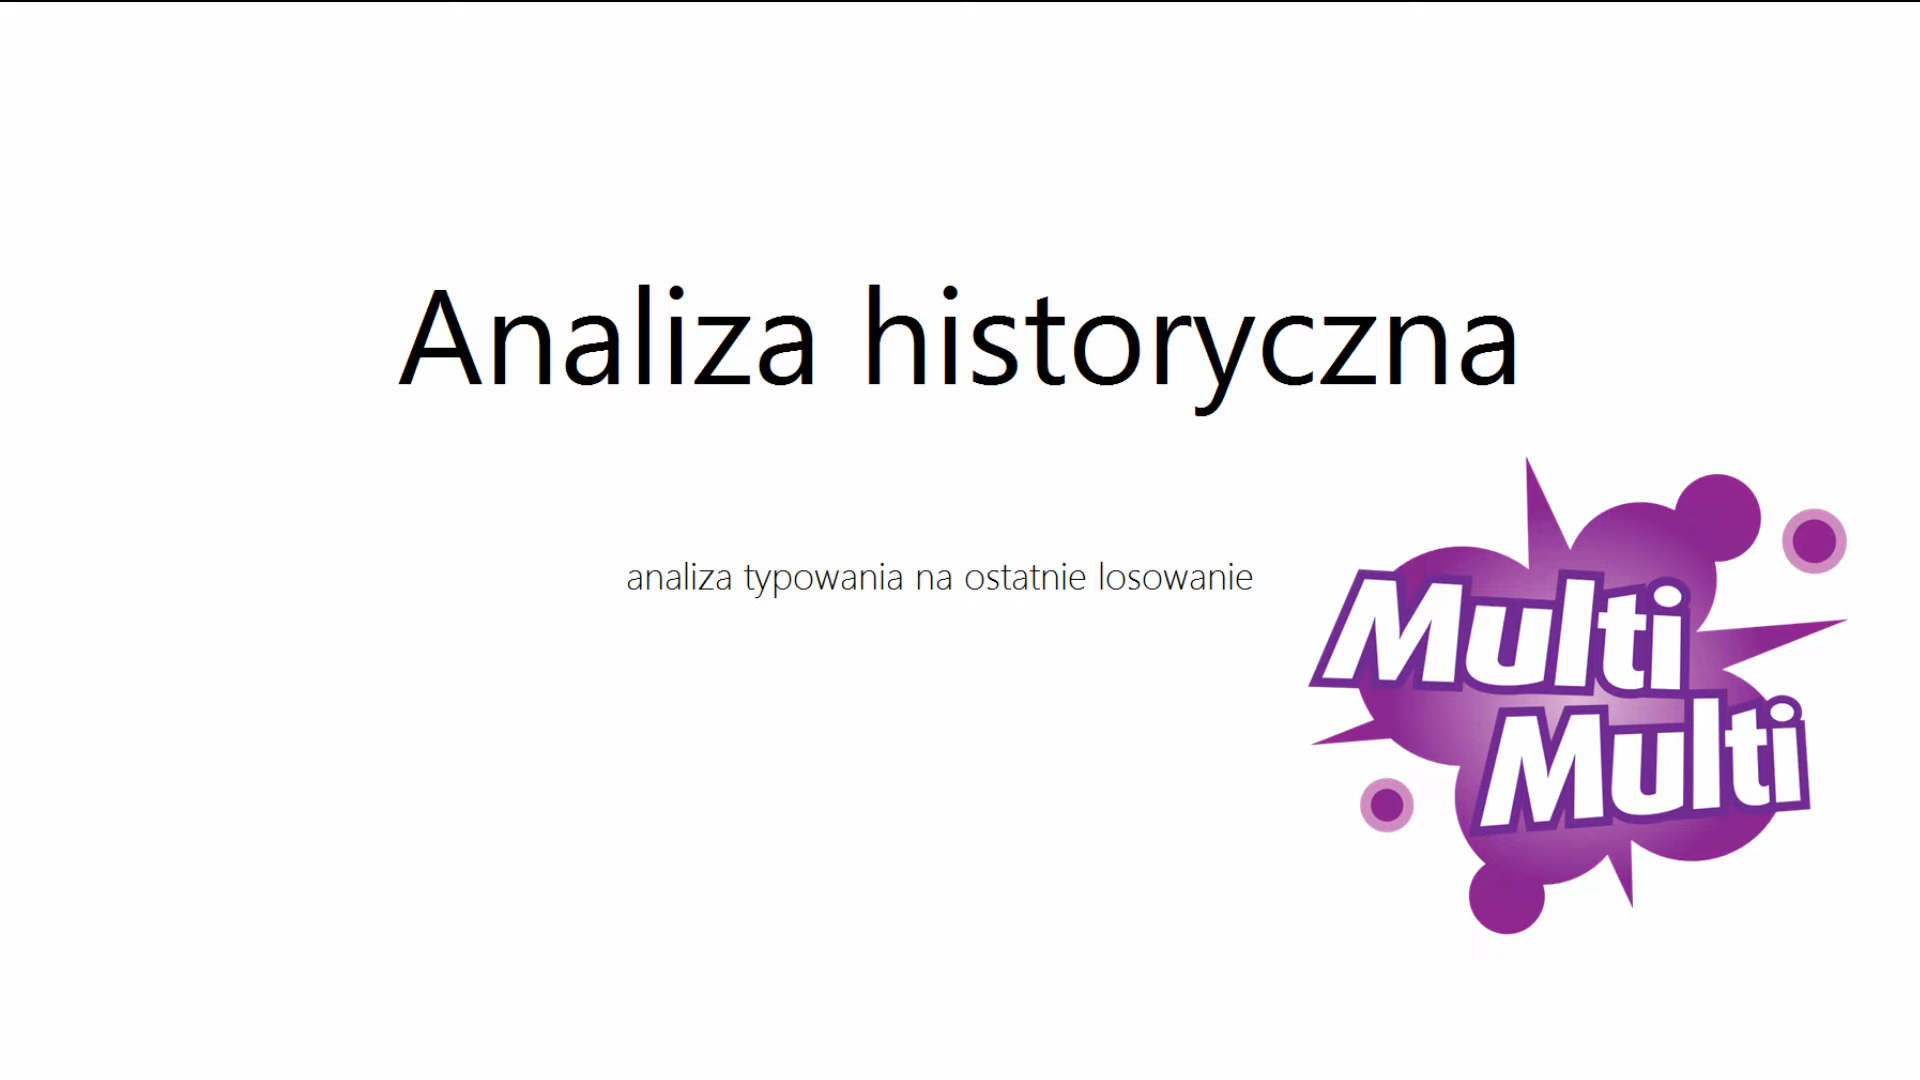 Analiza historyczna
analiza typowania na ostatnie losowanie
Multi
Multi